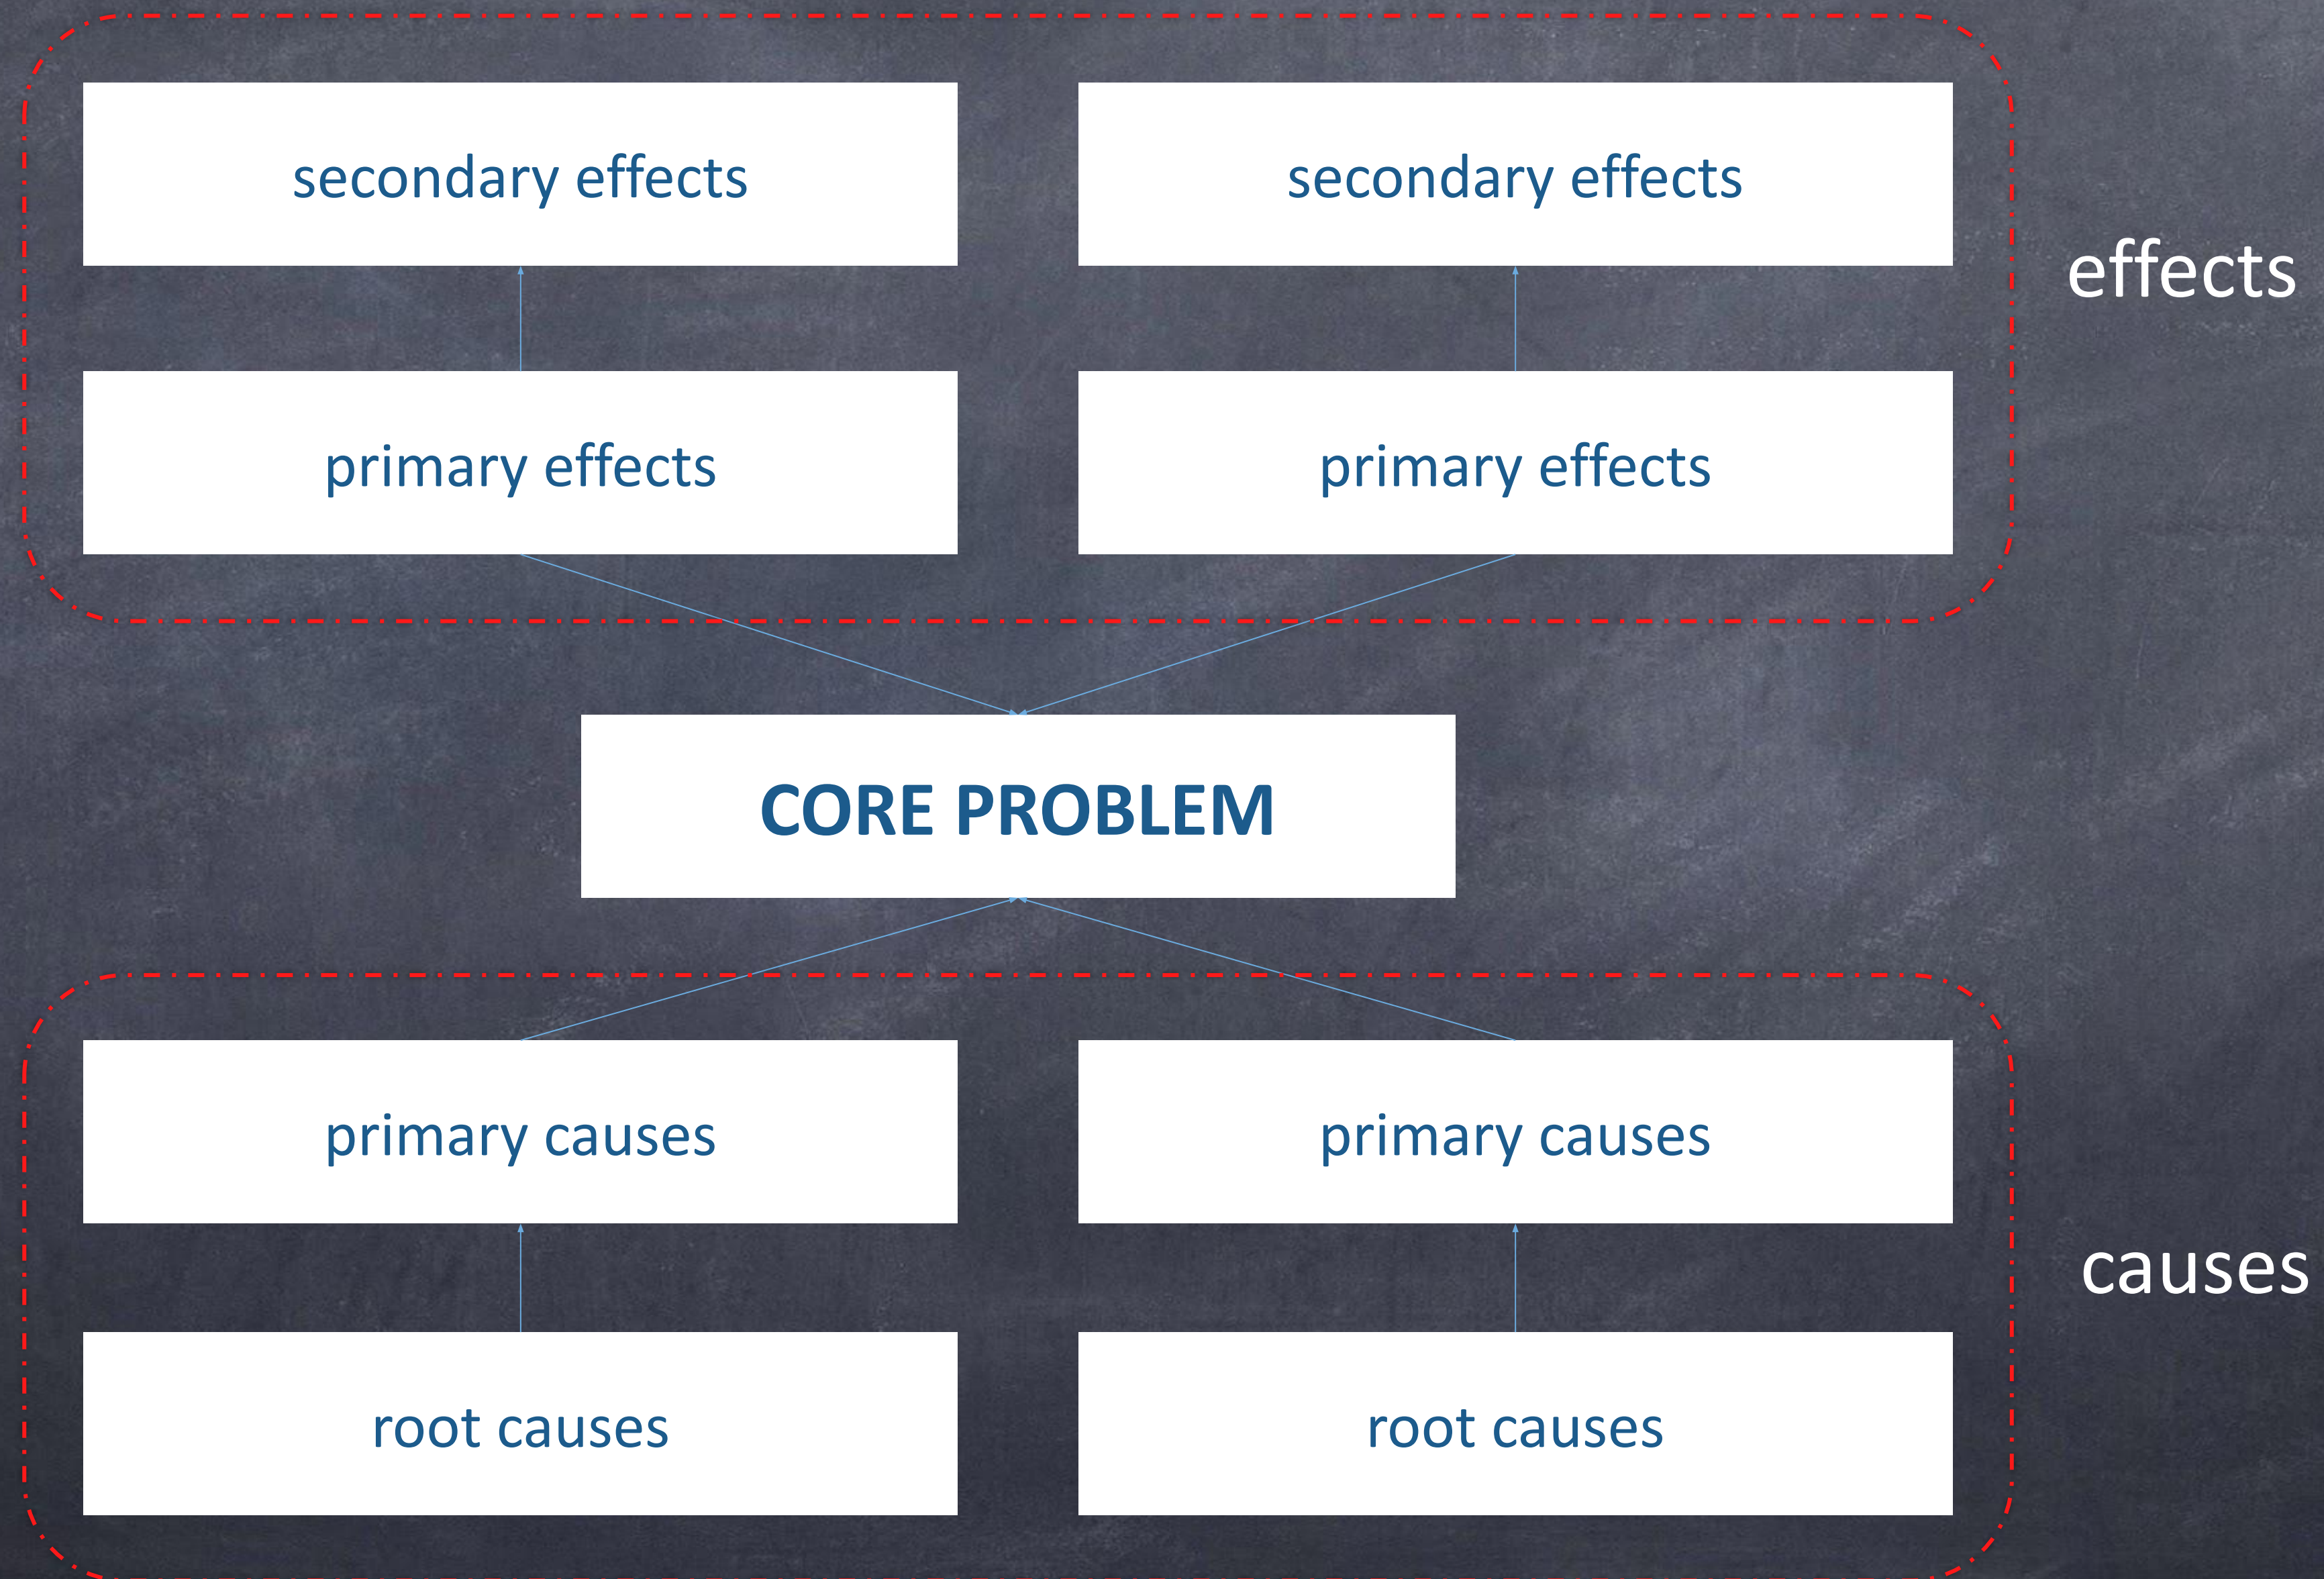 secondary effects
secondary effects
effects
primary effects
primary effects
CORE PROBLEM
primary causes
primary causes
causes
root causes
root causes